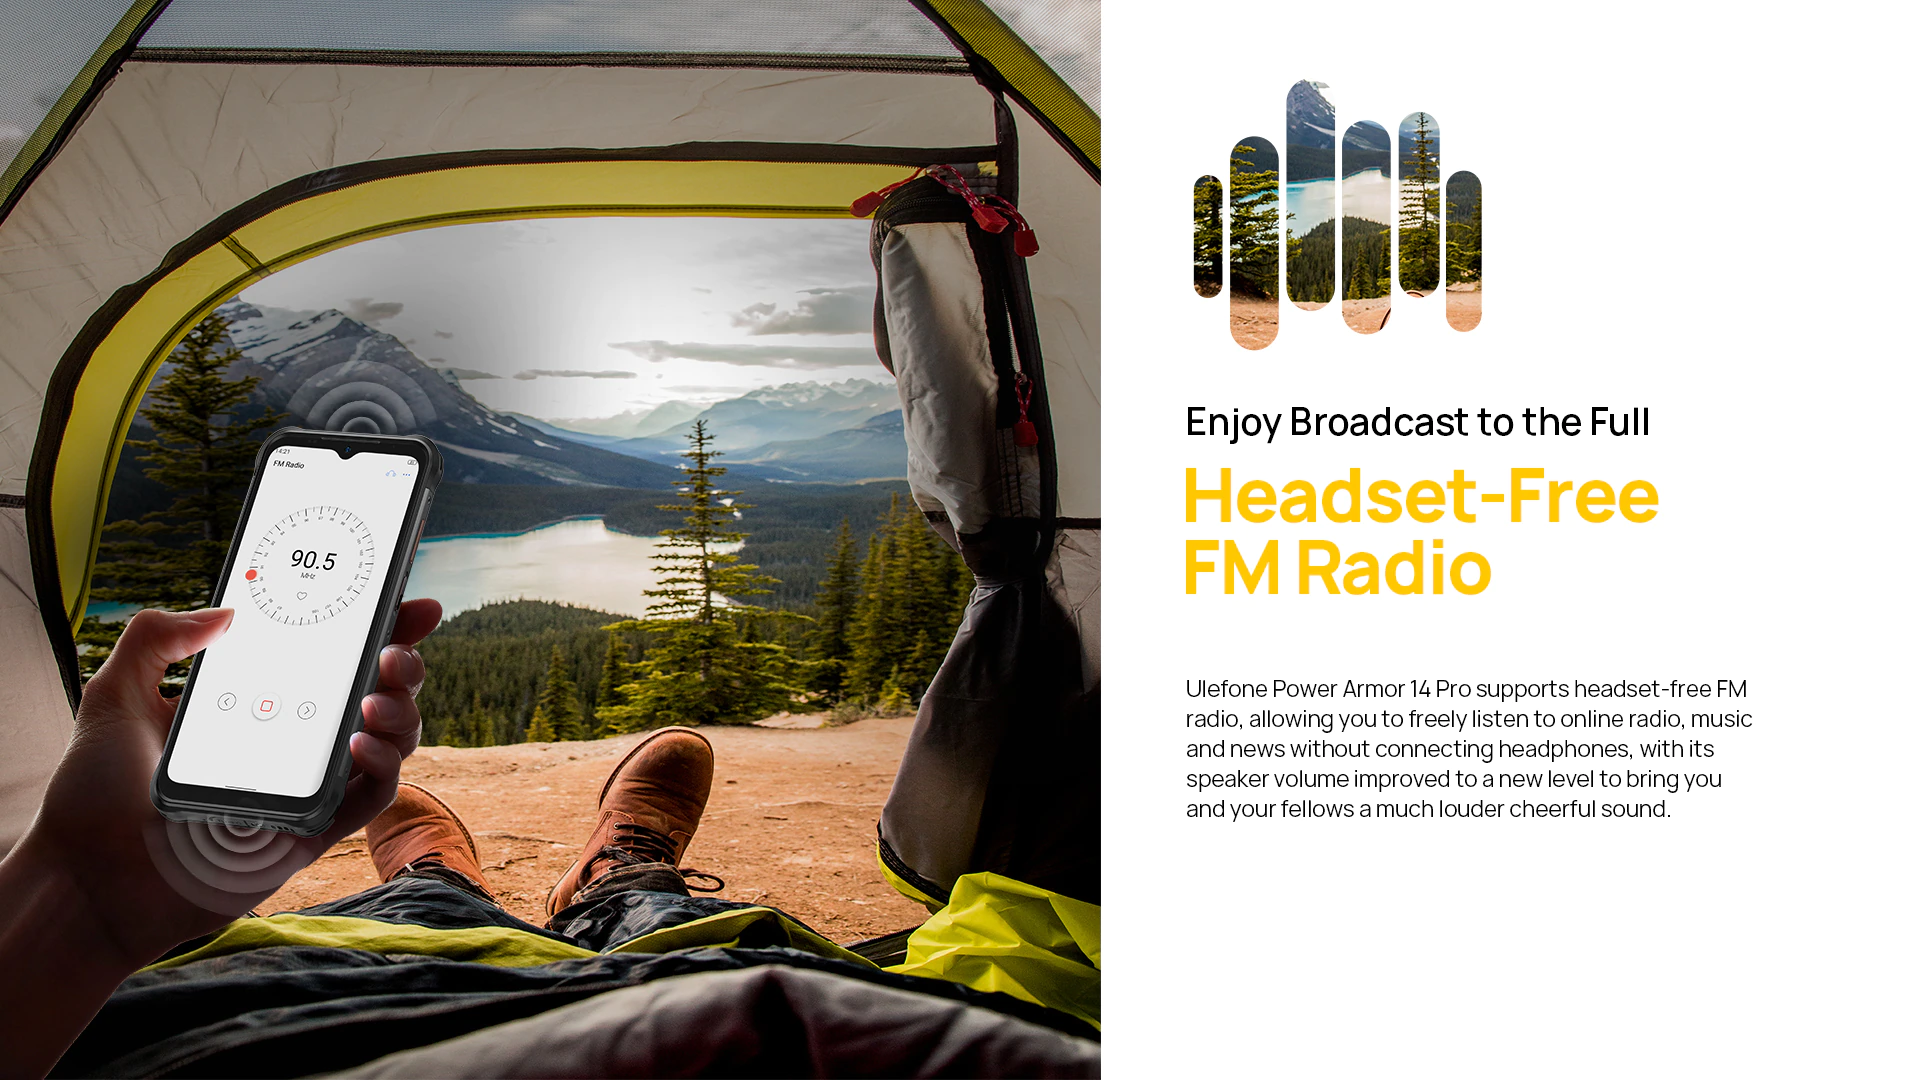 14:21
FM Radio
90.5
MHz
Enjoy Broadcast to the Full
Headset-Free
FM Radio
Ulefone Power Armor 14 Pro supports headset-free FM
radio, allowing you to freely listen to online radio, music
and news without connecting headphones, with its
speaker volume improved to a new level to bring you
and your fellows a much louder cheerful sound.